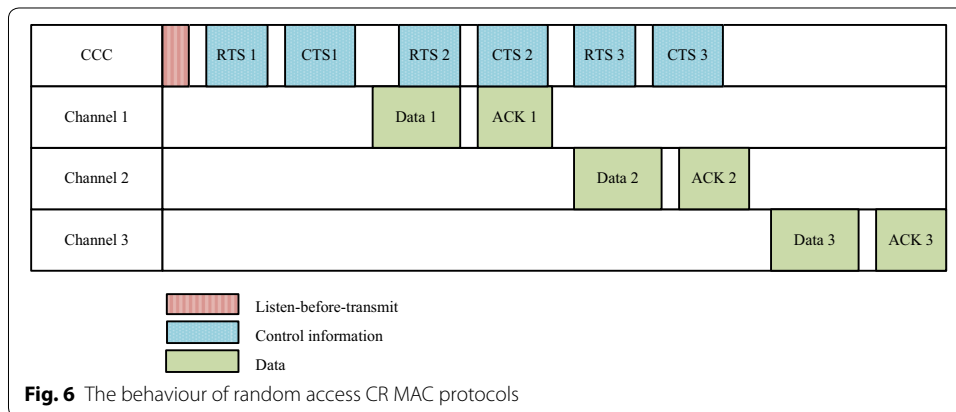 CCC RTS 1 CTS1 RTS 2 CTS 2 RTS 3 CTS 3
Channel 1 Data 1 ACK 1
Channel 2 Data 2 ACK 2
Channel 3 Data 3 ACK 3
Listen-before-transmit
Control information
Data
Fig. 6 The behaviour of random access CR MAC protocols